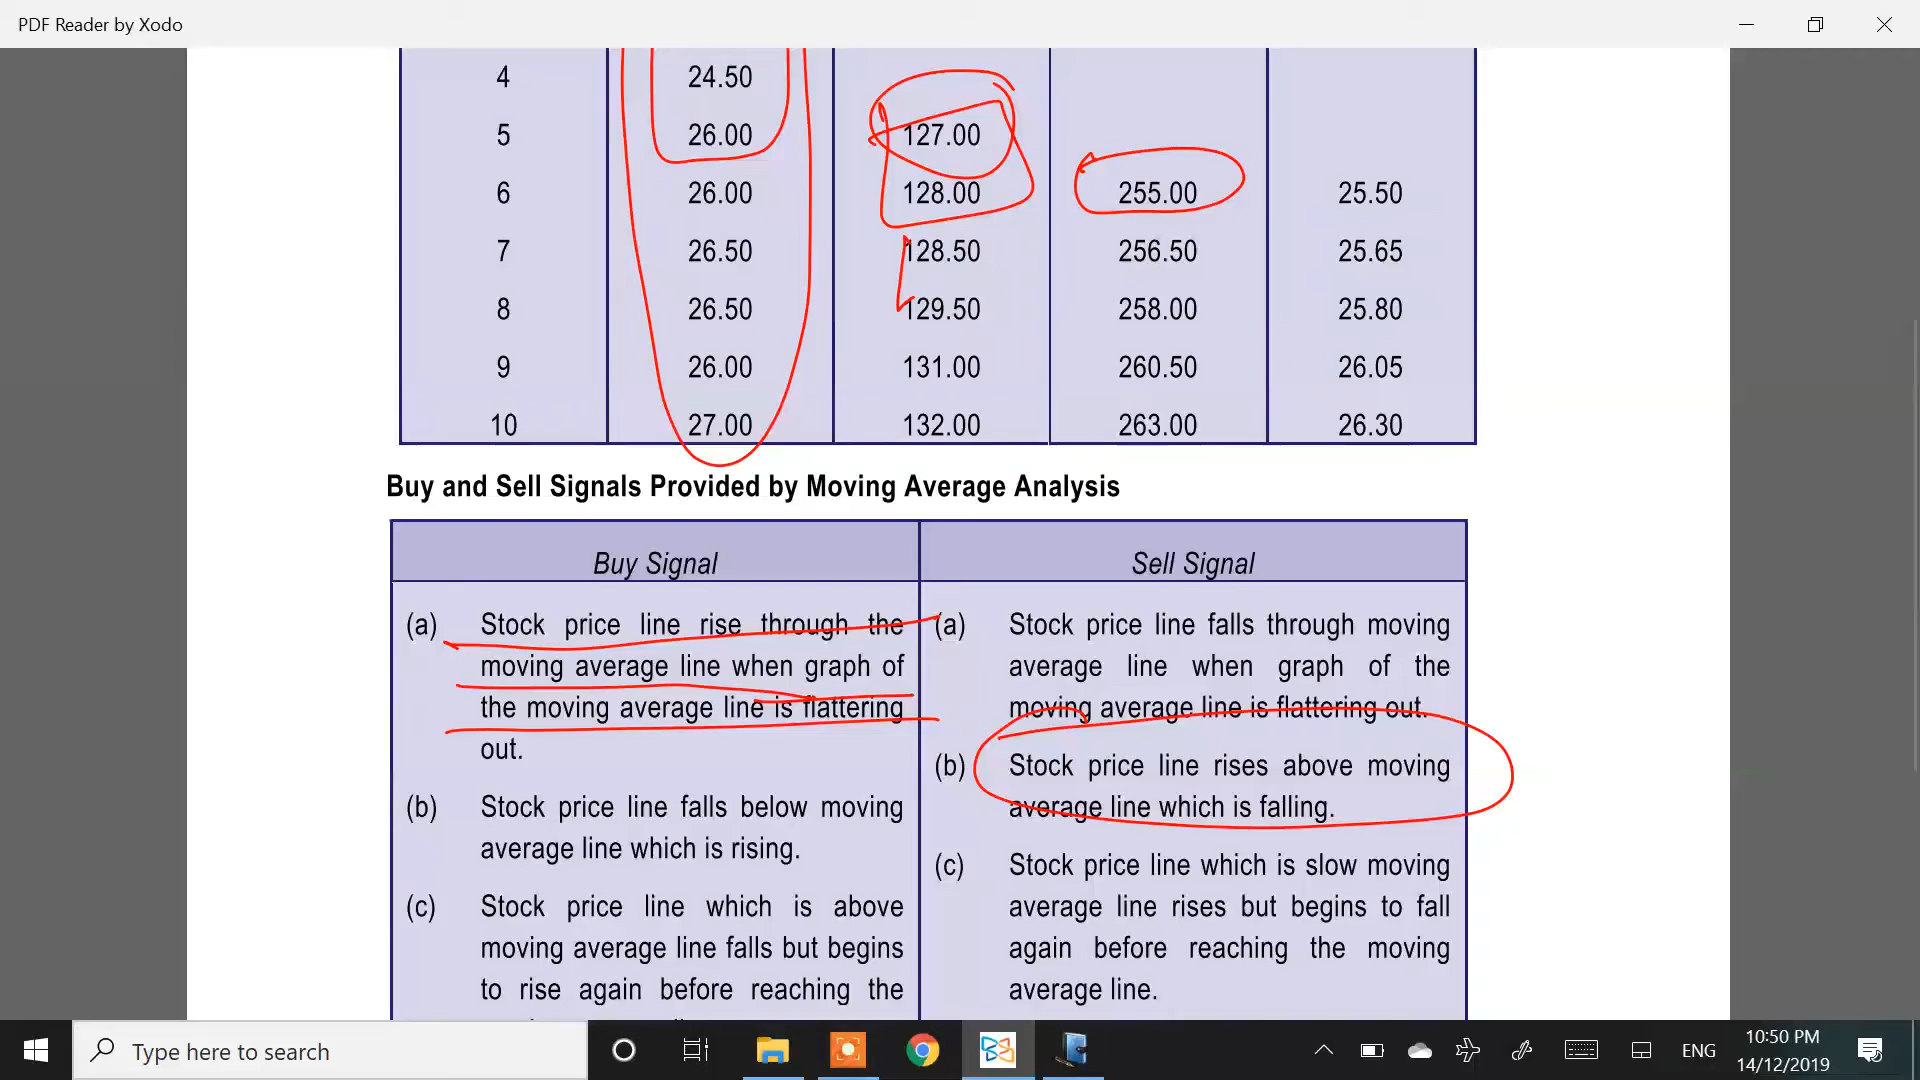 PDF Reader by Xodo
4 24.50
5 26.00 127.00
6 26.00 128.00 255.00 25.50
7 26.50 128.50 256.50 25.65
8 26.50 129.50 258.00 25.80
9 26.00 131.00 260.50 26.05
10 27.00 132.00 263.00 26.30
Buy and Sell Signals Provided by Moving Average Analysis
Buy Signal
(a) Stock price line rise through the
moving average line when graph of
the moving average line is flattering
out.
(b) Stock price line falls below moving
average line which is rising.
(c) Stock price line which is above
moving average line falls but begins
to rise again before reaching the
Sell Signal
(a) Stock price line falls through moving
average line when graph of the
moving average line is flattering out.
(b) Stock price line rises above moving
average line which is falling.
(c) Stock price line which is slow moving
average line rises but begins to fall
again before reaching the moving
average line.
Type here to search
ENG
10:50 PM
14/12/2019